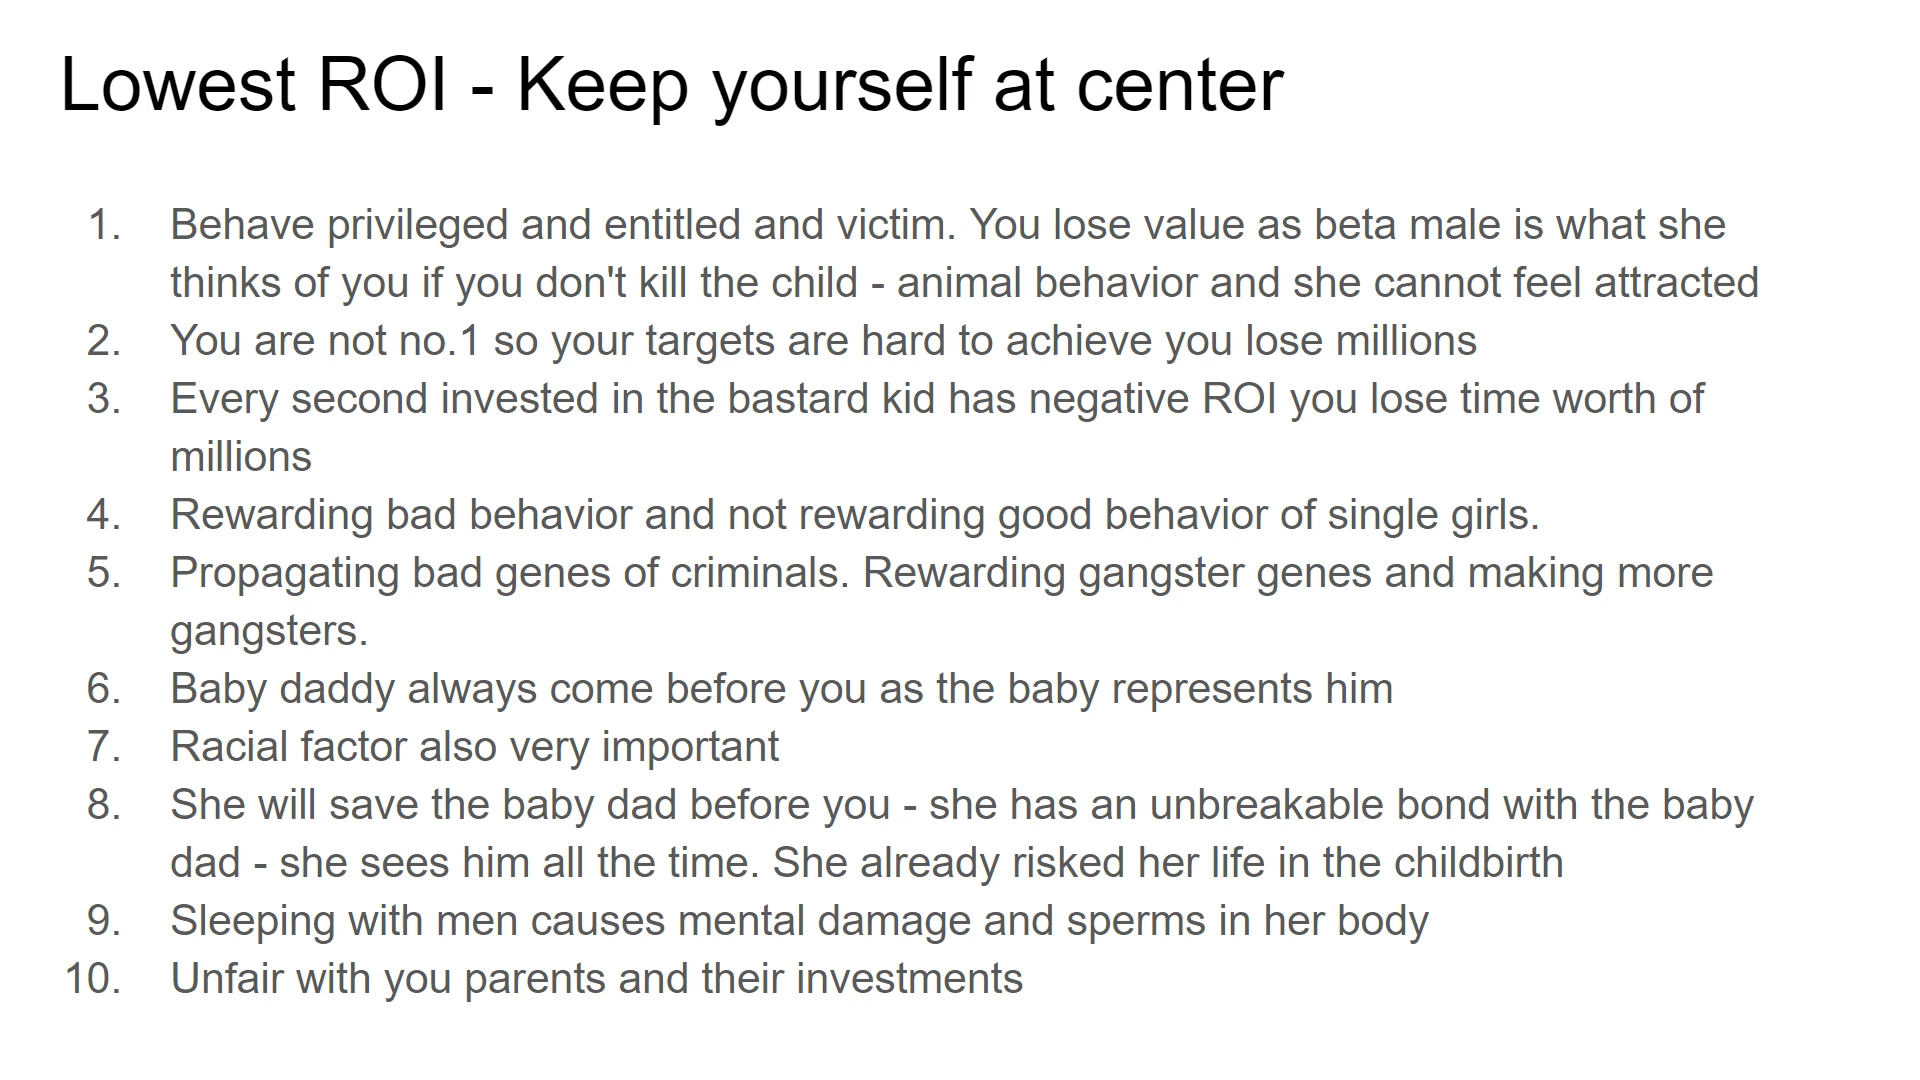 Lowest ROI - Keep yourself at center
1. Behave privileged and entitled and victim. You lose value as beta male is what she
thinks of you if you don't kill the child - animal behavior and she cannot feel attracted
2. You are not no.1 so your targets are hard to achieve you lose millions
3. Every second invested in the bastard kid has negative ROI you lose time worth of
millions
4. Rewarding bad behavior and not rewarding good behavior of single girls.
5. Propagating bad genes of criminals. Rewarding gangster genes and making more
gangsters.
6. Baby daddy always come before you as the baby represents him
7. Racial factor also very important
8. She will save the baby dad before you - she has an unbreakable bond with the baby
dad - she sees him all the time. She already risked her life in the childbirth
9. Sleeping with men causes mental damage and sperms in her body
10. Unfair with you parents and their investments